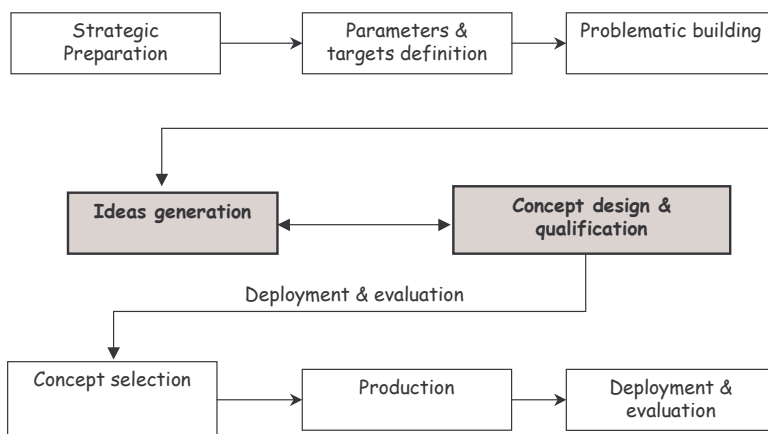 Strategic
Preparation
Parameters &
targets definition
Problematic building
Ideas generation
Concept design &
qualification
Deployment & evaluation
Concept selection
Production
Deployment &
evaluation